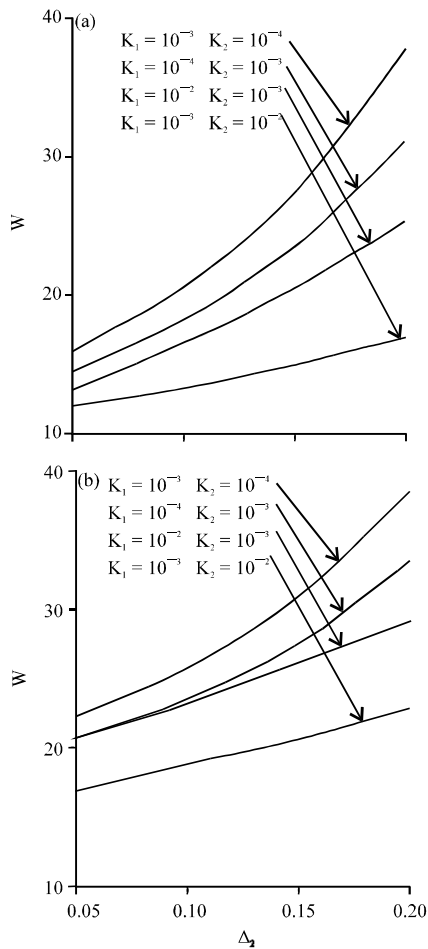 40
(a)
K₁ = 10⁻³ K₂ = 10⁻⁴
K₁ = 10⁻⁴ K₂ = 10⁻³
K₁ = 10⁻² K₂ = 10⁻³
K₁ = 10⁻³ K₂ = 10⁻²
30
W
20
10
40
(b)
K₁ = 10⁻³ K₂ = 10⁻⁴
K₁ = 10⁻⁴ K₂ = 10⁻³
K₁ = 10⁻² K₂ = 10⁻³
K₁ = 10⁻³ K₂ = 10⁻²
30
W
20
10
0.05 0.10 0.15 0.20
Δ₂